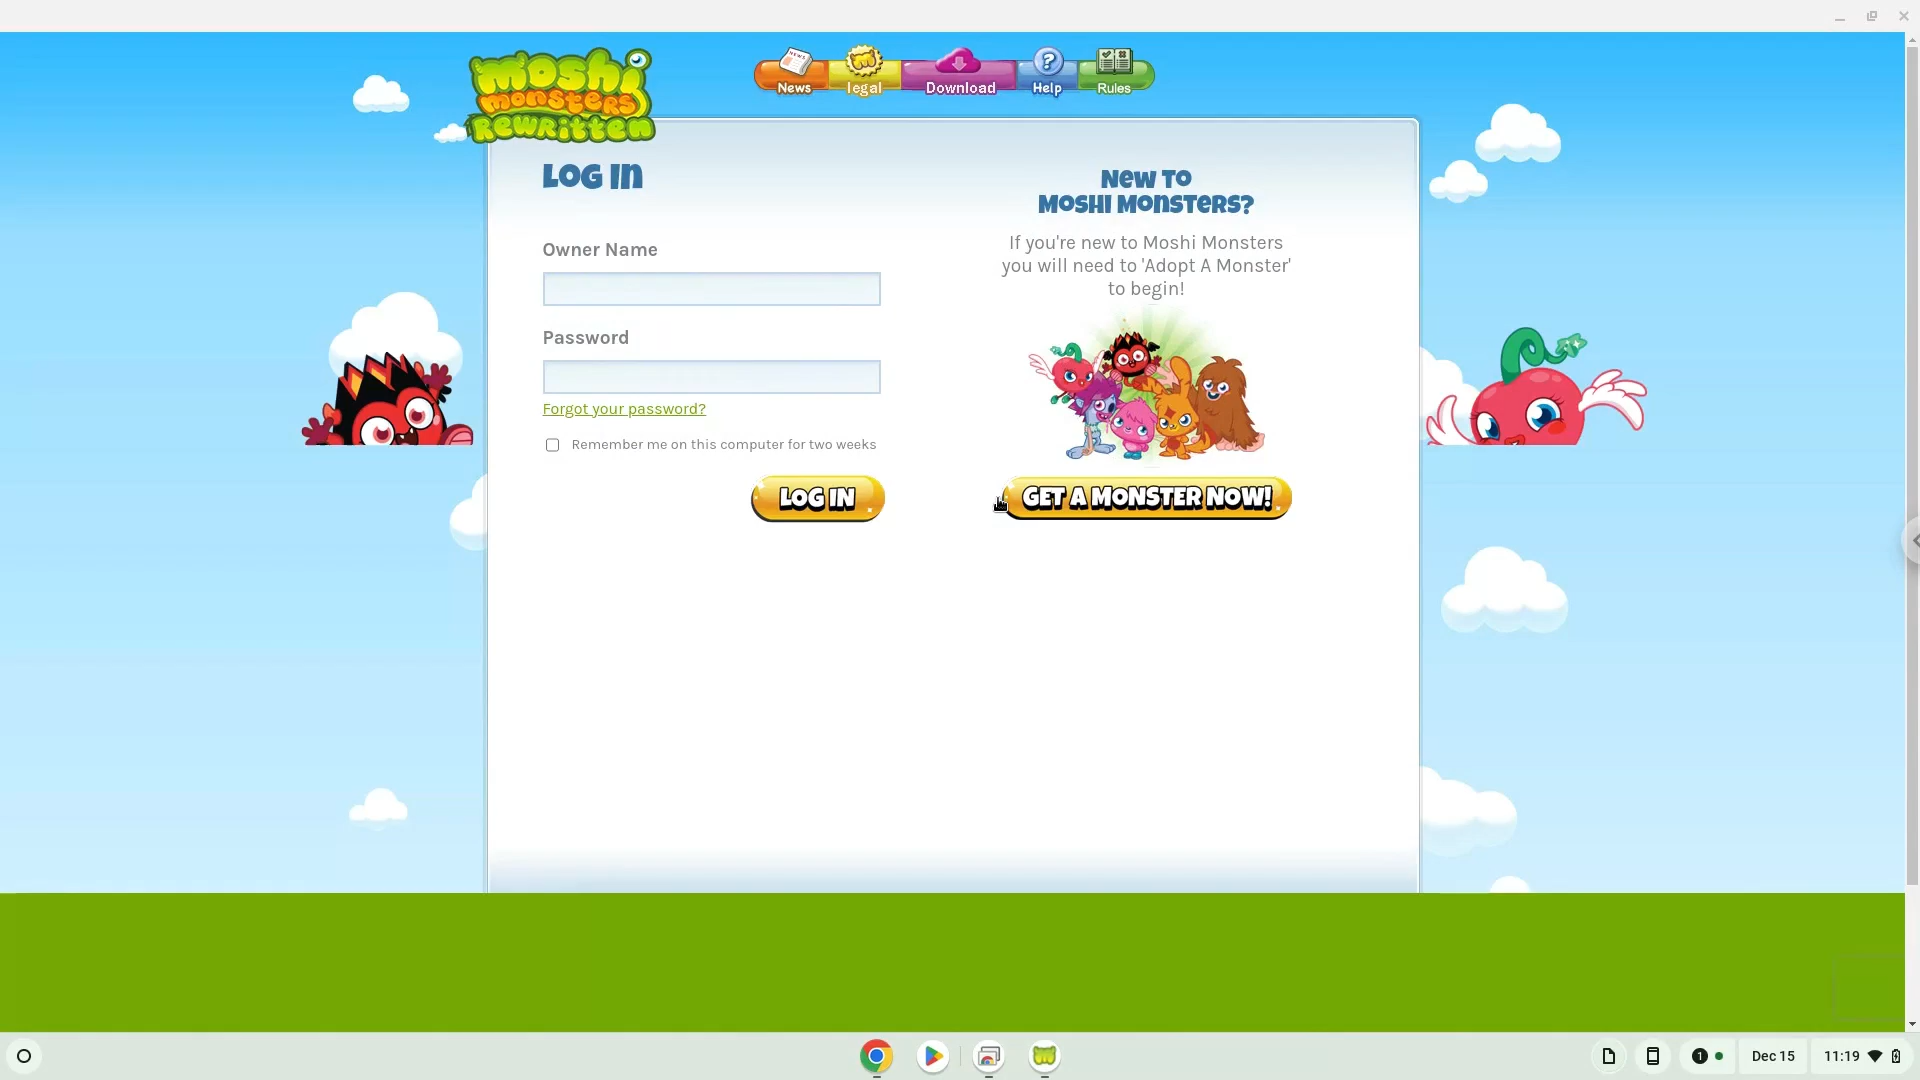 moshi
monsters
Rewritten
NEWS
News
legal
Download
Help
Rules
LOG IN
Owner Name
Password
Forgot your password?
Remember me on this computer for two weeks
LOG IN
New To
Moshi Monsters?
If you're new to Moshi Monsters
you will need to 'Adopt A Monster'
to begin!
GET A MONSTER NOW!
1
Dec 15
11:19